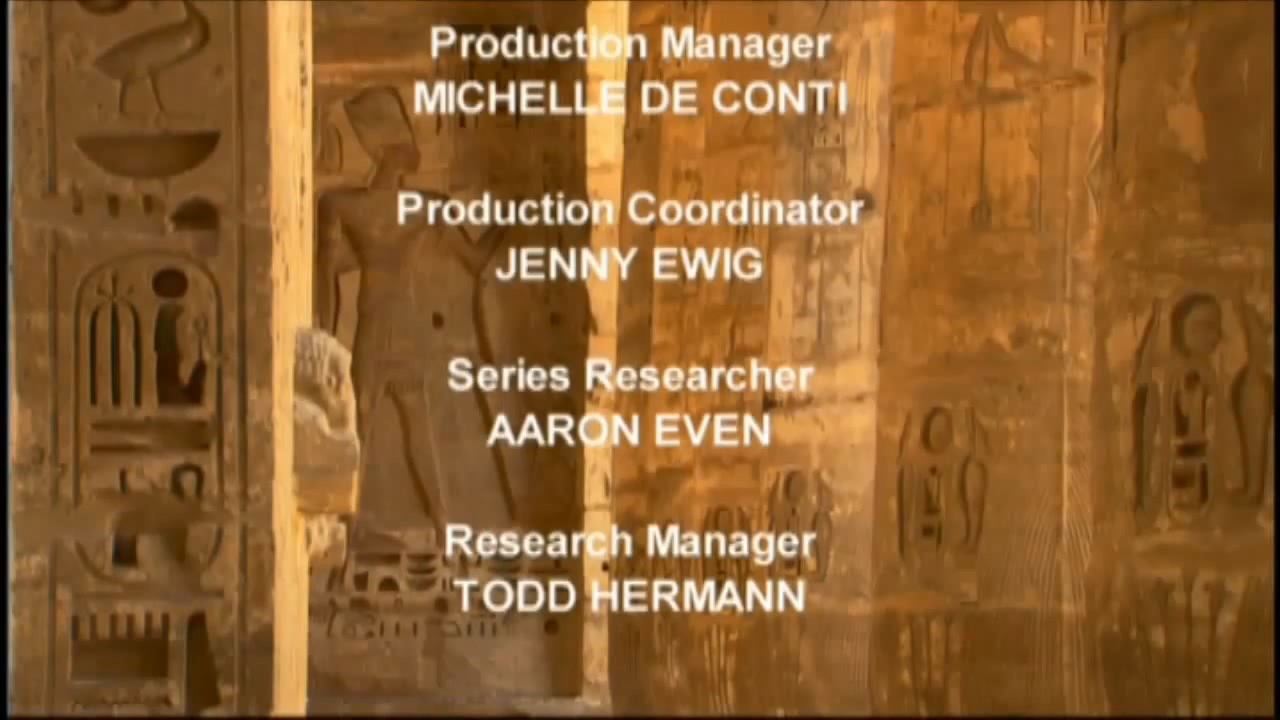 Production Manager
MICHELLE DE CONTI
Production Coordinator
JENNY EWIG
Series Researcher
AARON EVEN
Research Manager
TODD HERMANN